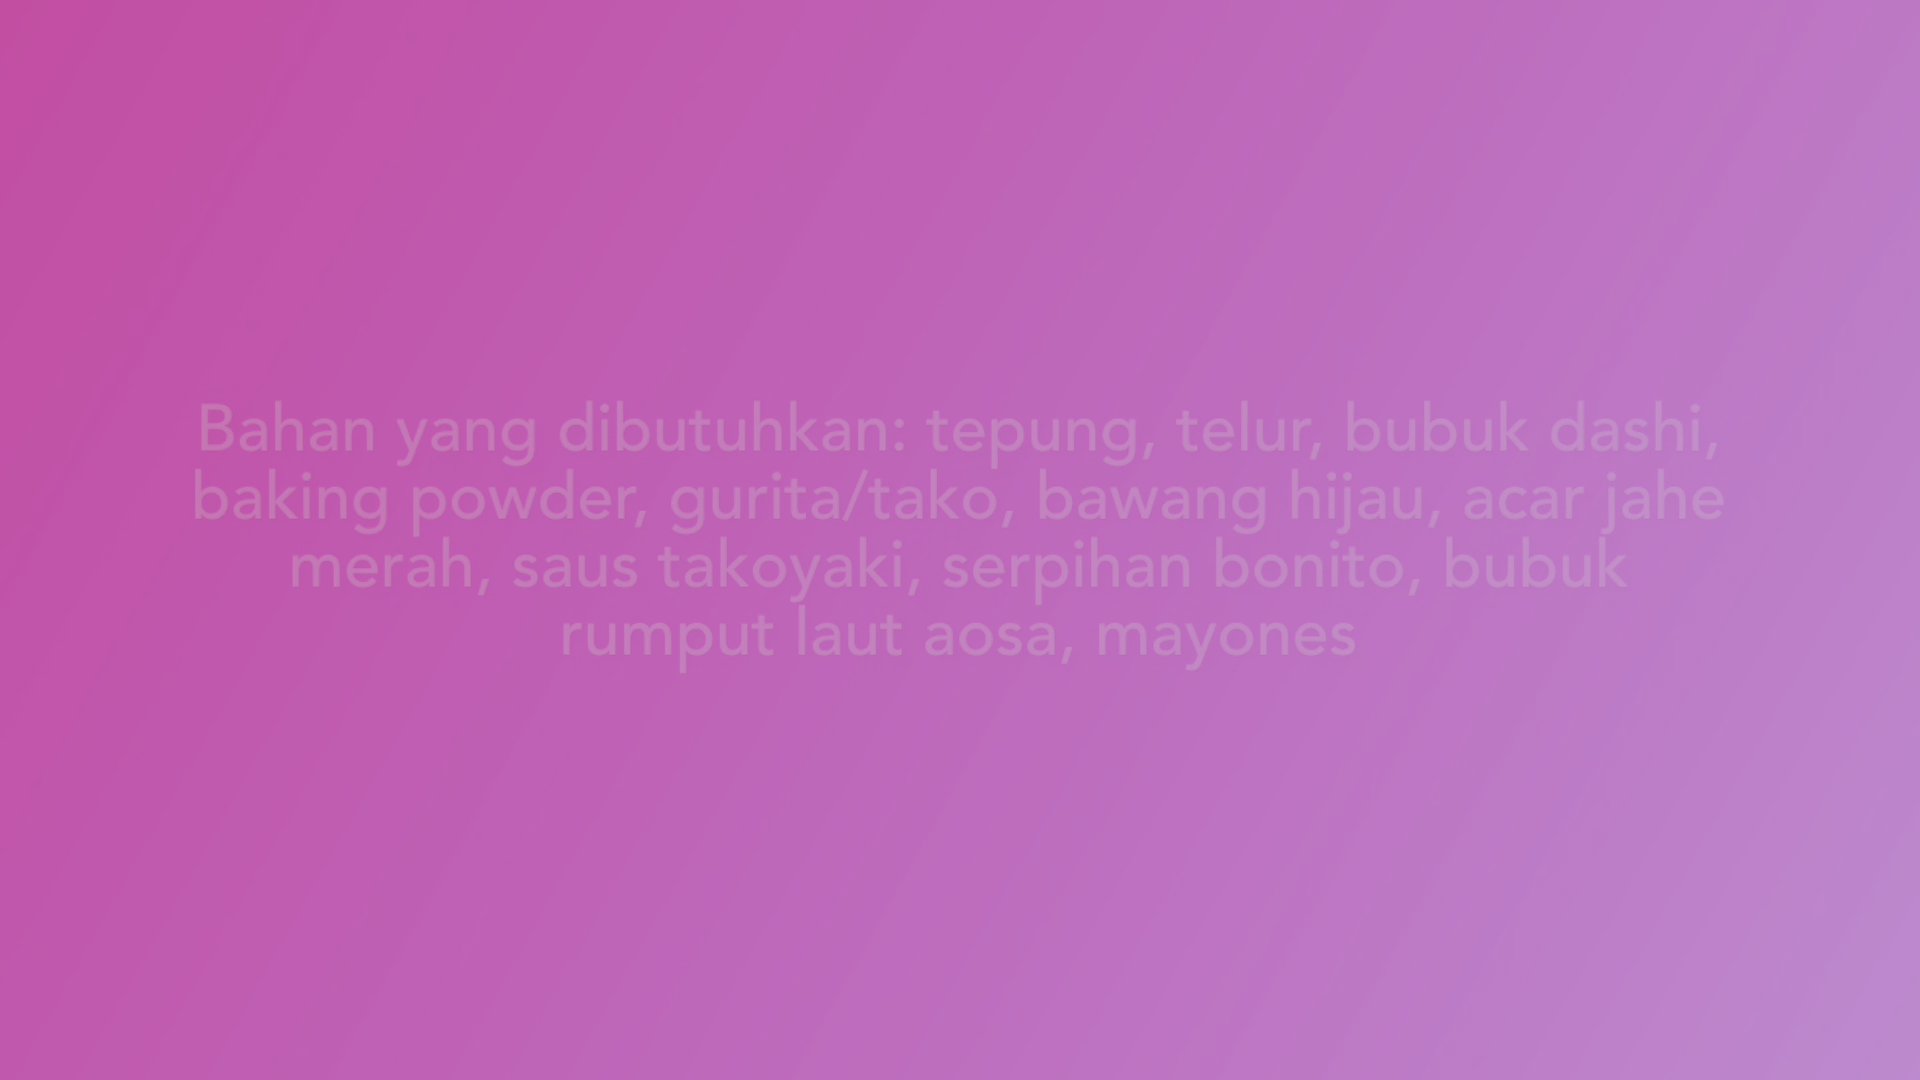 Bahan yang dibutuhkan: tepung, telur, bubuk dashi,
baking powder, gurita/tako, bawang hijau, acar jahe
merah, saus takoyaki, serpihan bonito, bubuk
rumput laut aosa, mayones